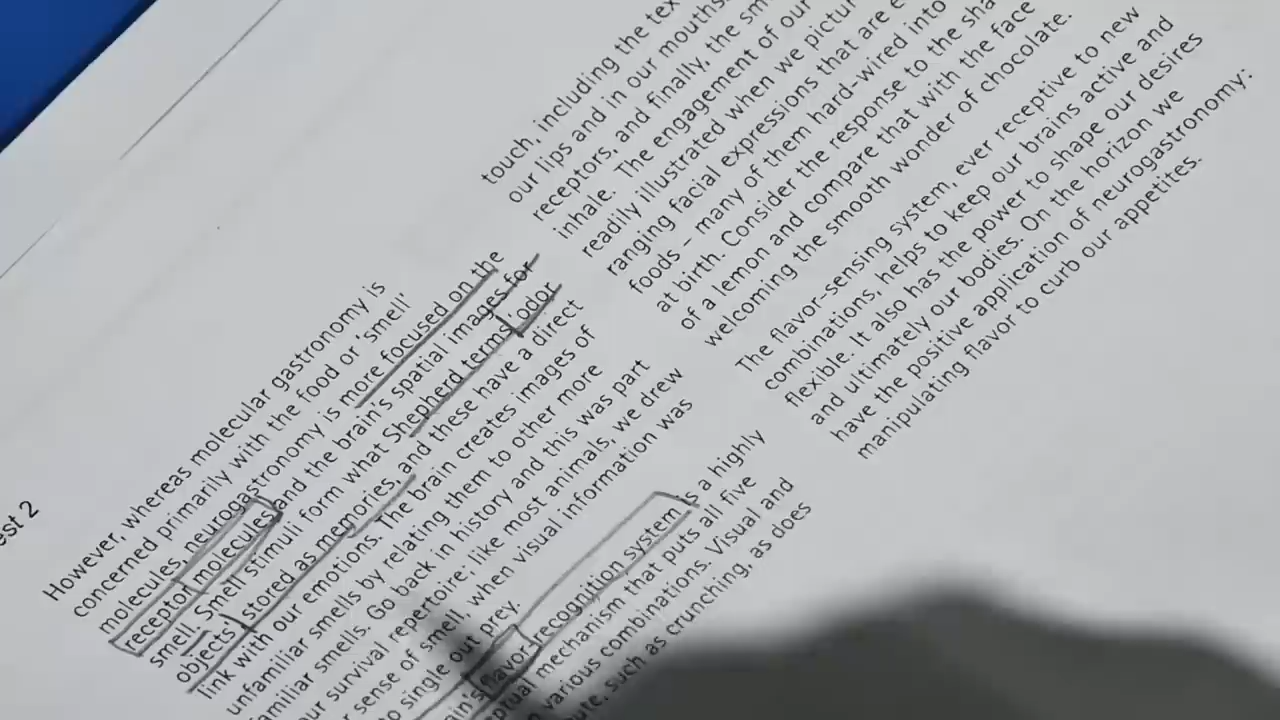 est 2
However, whereas molecular gastronomy is
concerned primarily with the food or 'smell'
molecules, neurogastronomy is more focused on the
receptor molecules and the brain's spatial images for
smell. Smell stimuli form what Shepherd terms 'odor
objects', stored as memories, and these have a direct
link with our emotions. The brain creates images of
unfamiliar smells by relating them to other more
familiar smells. Go back in history and this was part
our survival repertoire; like most animals, we drew
r sense of smell, when visual information was
to single out prey.
ain's flavor recognition system is a highly
eptual mechanism that puts all five
n various combinations. Visual and
bute, such as crunching, as does
touch, including the tex
our lips and in our mouths.
receptors, and finally, the sm
inhale. The engagement of our
readily illustrated when we pictur
ranging facial expressions that are e
foods – many of them hard-wired into
at birth. Consider the response to the sha
of a lemon and compare that with the face
welcoming the smooth wonder of chocolate.
The flavor-sensing system, ever receptive to new
combinations, helps to keep our brains active and
flexible. It also has the power to shape our desires
and ultimately our bodies. On the horizon we
have the positive application of neurogastronomy:
manipulating flavor to curb our appetites.